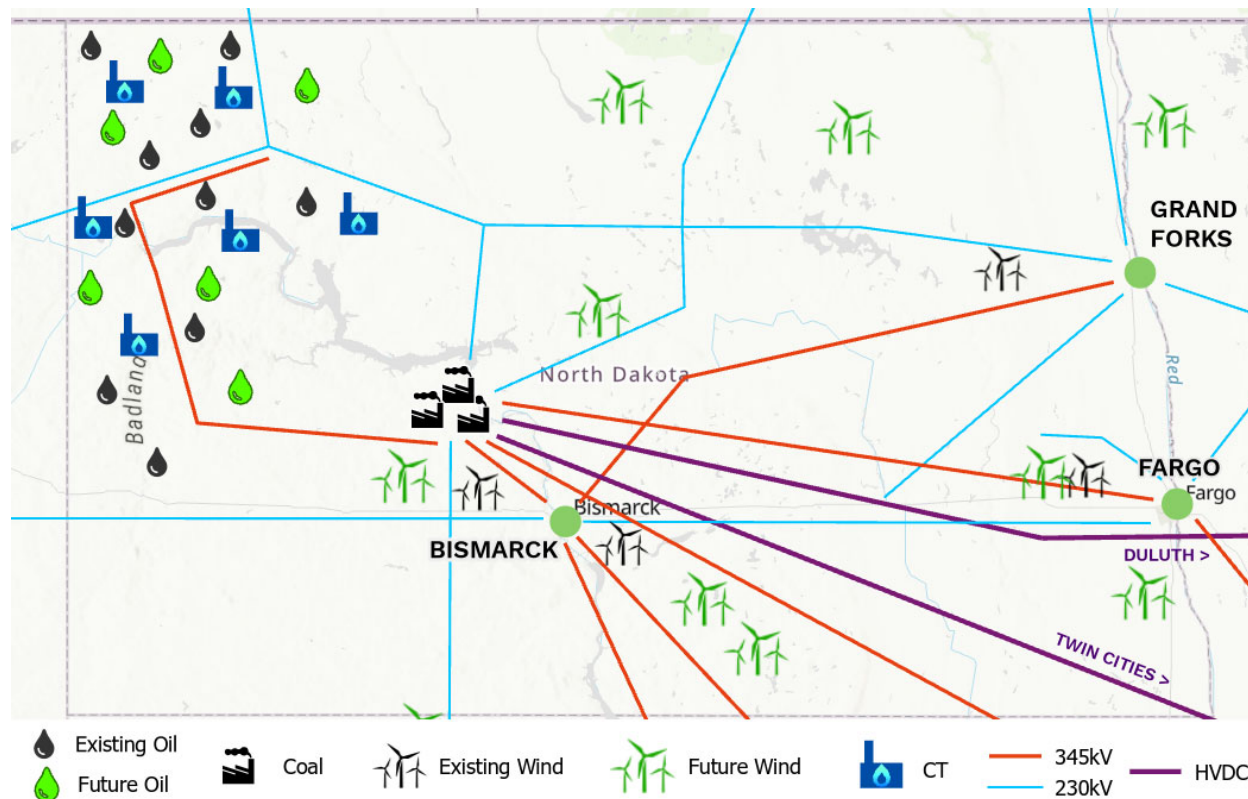 GRAND
FORKS
North Dakota
Badland
Red
FARGO
Fargo
Bismarck
BISMARCK
DULUTH >
TWIN CITIES >
Existing Oil
Future Oil
Coal
Existing Wind
Future Wind
CT
345kV
230kV
HVDC